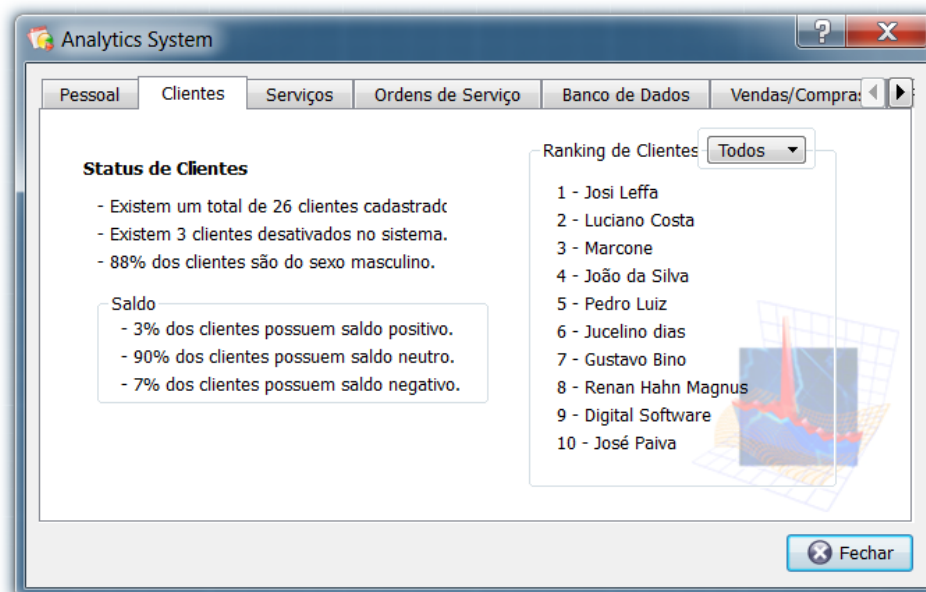 Analytics System
Pessoal Clientes Serviços Ordens de Serviço Banco de Dados Vendas/Compras
Status de Clientes
- Existem um total de 26 clientes cadastrado
- Existem 3 clientes desativados no sistema.
- 88% dos clientes são do sexo masculino.
Saldo
- 3% dos clientes possuem saldo positivo.
- 90% dos clientes possuem saldo neutro.
- 7% dos clientes possuem saldo negativo.
Ranking de Clientes Todos
1 - Josi Leffa
2 - Luciano Costa
3 - Marcone
4 - João da Silva
5 - Pedro Luiz
6 - Jucelino dias
7 - Gustavo Bino
8 - Renan Hahn Magnus
9 - Digital Software
10 - José Paiva
Fechar